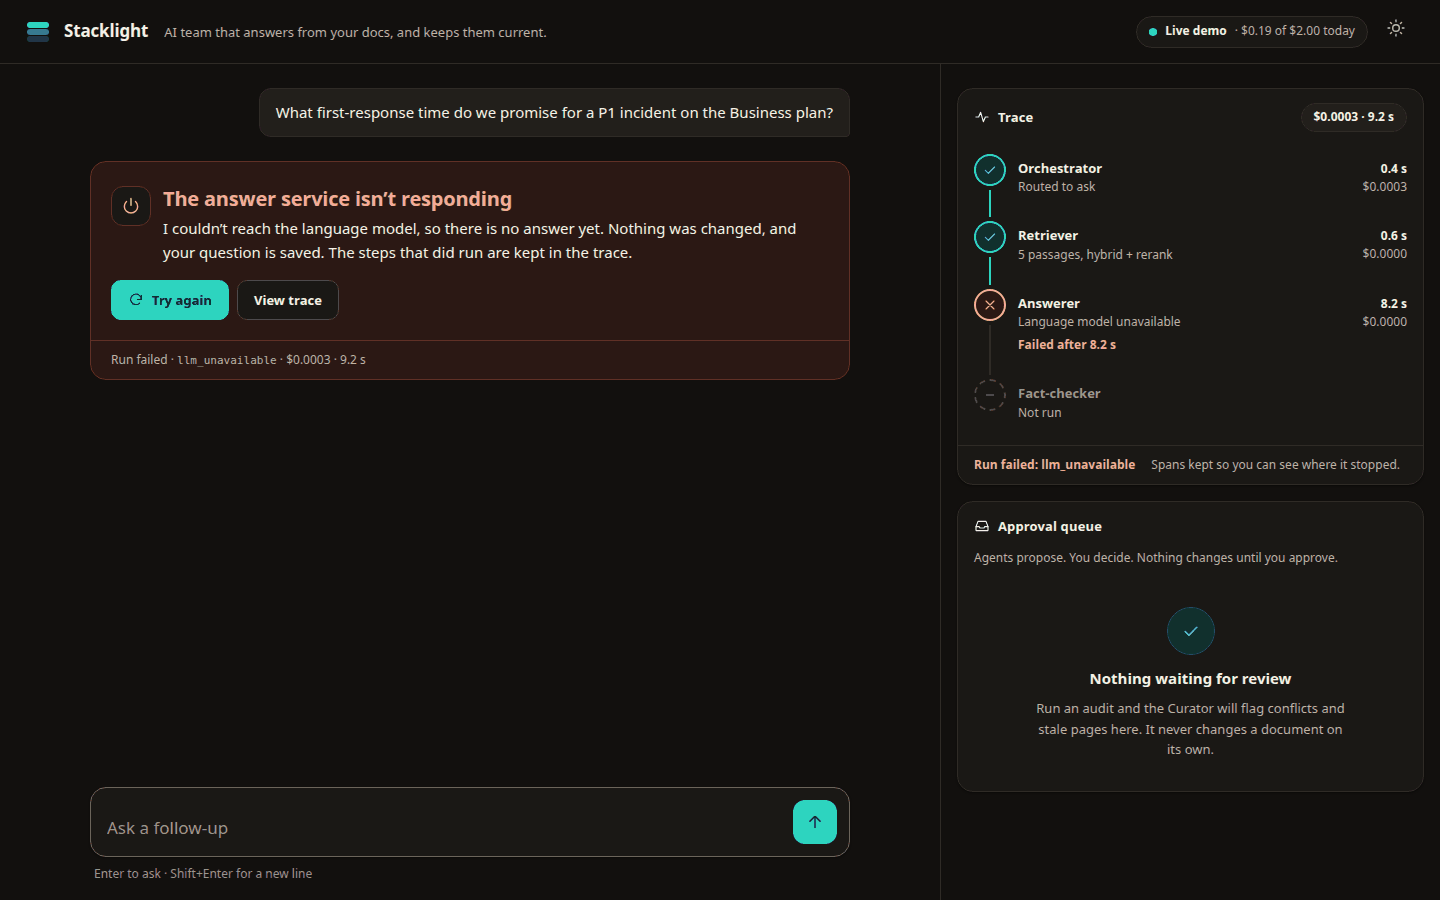 Stacklight
AI team that answers from your docs, and keeps them current.
Live demo · $0.19 of $2.00 today
What first-response time do we promise for a P1 incident on the Business plan?
The answer service isn’t responding
I couldn’t reach the language model, so there is no answer yet. Nothing was changed, and
your question is saved. The steps that did run are kept in the trace.
Try again
View trace
Run failed · llm_unavailable · $0.0003 · 9.2 s
Ask a follow-up
Enter to ask · Shift+Enter for a new line
Trace
$0.0003 · 9.2 s
Orchestrator
0.4 s
Routed to ask
$0.0003
Retriever
0.6 s
5 passages, hybrid + rerank
$0.0000
Answerer
8.2 s
Language model unavailable
$0.0000
Failed after 8.2 s
Fact-checker
Not run
Run failed: llm_unavailable
Spans kept so you can see where it stopped.
Approval queue
Agents propose. You decide. Nothing changes until you approve.
Nothing waiting for review
Run an audit and the Curator will flag conflicts and
stale pages here. It never changes a document on
its own.